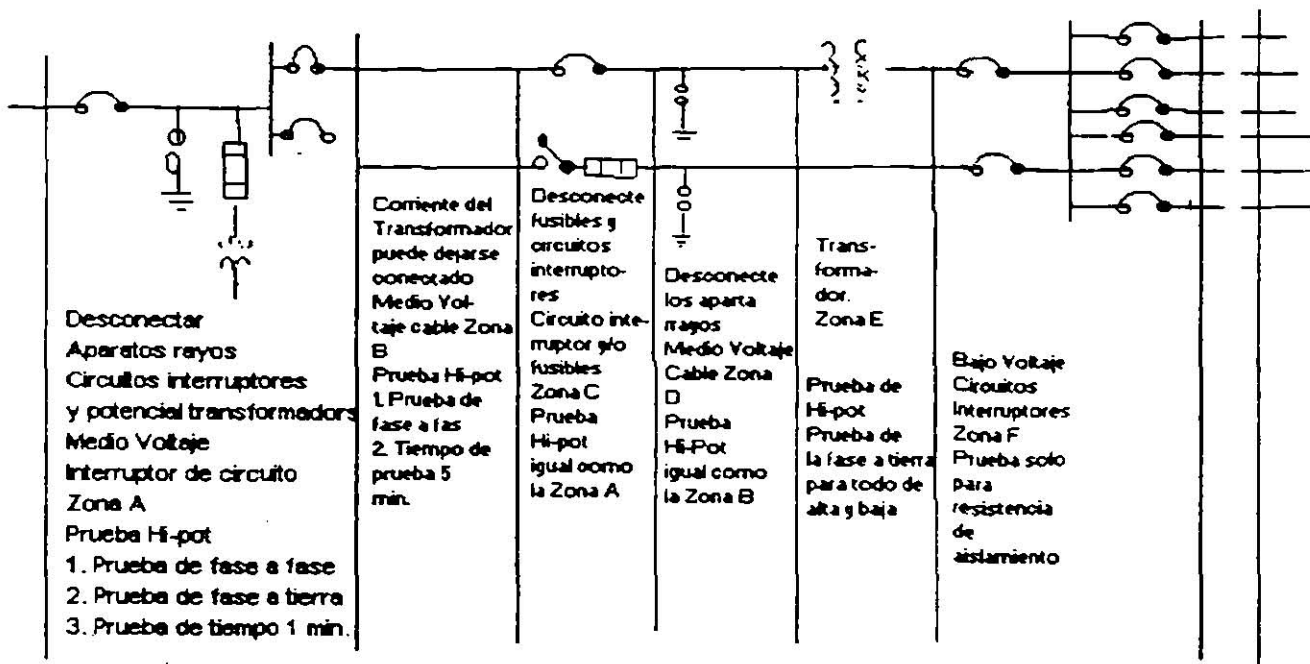 Desconectar
Aparatos rayos
Circuitos interruptores
y potencial transformadors
Medio Voltaje
Interruptor de circuito
Zona A
Prueba Hi-pot
1. Prueba de fase a fase
2. Prueba de fase a tierra
3. Prueba de tiempo 1 min.
Corriente del
Transformador
puede dejarse
conectado
Medio Vol-
taje cable Zona
B
Prueba Hi-pot
1. Prueba de
fase a fas
2. Tiempo de
prueba 5
min.
Desconecte
fusibles y
circuitos
interrupto-
res
Circuito inte-
rruptor y/o
fusibles
Zona C
Prueba
Hi-pot
igual como
la Zona A
Desconecte
los aparta
rrayos
Medio Voltaje
Cable Zona
D
Prueba
Hi-Pot
igual como
la Zona B
Trans-
forma-
dor.
Zona E
Prueba de
Hi-pot
Prueba de
la fase a tierra
para todo de
alta y baja
Bajo Voltaje
Circuitos
Interruptores
Zona F
Prueba solo
para
resistencia
de
aislamiento